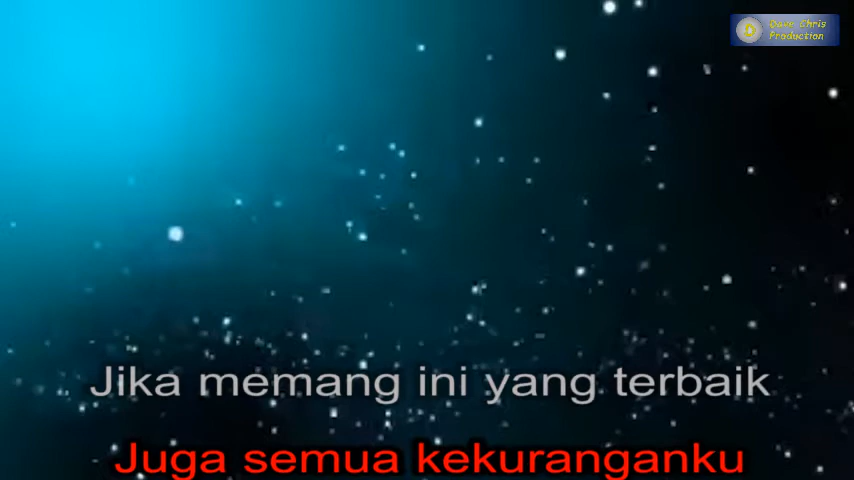 Dave Chris
Production
Jika memang ini yang terbaik
Juga semua kekuranganku